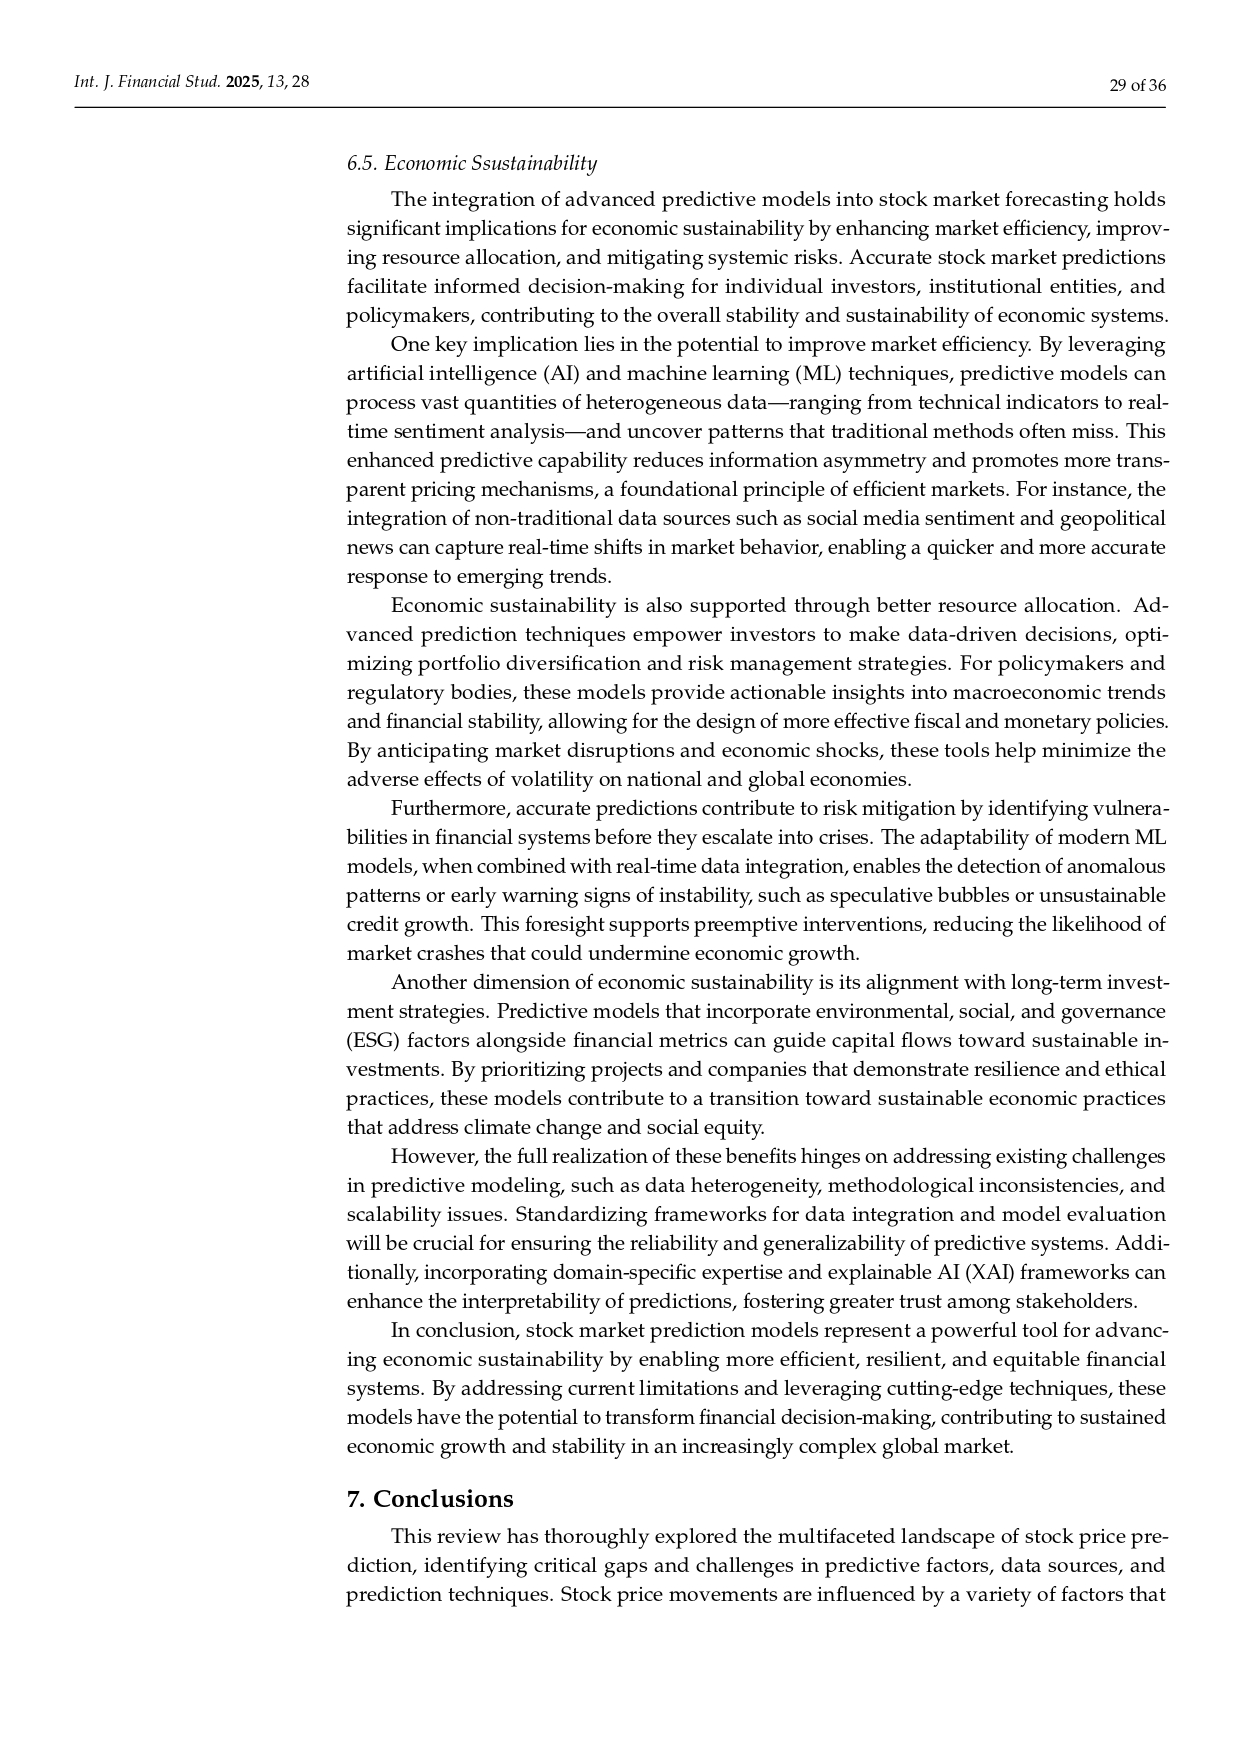 Int. J. Financial Stud. 2025, 13, 28
29 of 36
6.5. Economic Ssustainability
The integration of advanced predictive models into stock market forecasting holds
significant implications for economic sustainability by enhancing market efficiency, improv-
ing resource allocation, and mitigating systemic risks. Accurate stock market predictions
facilitate informed decision-making for individual investors, institutional entities, and
policymakers, contributing to the overall stability and sustainability of economic systems.
One key implication lies in the potential to improve market efficiency. By leveraging
artificial intelligence (AI) and machine learning (ML) techniques, predictive models can
process vast quantities of heterogeneous data—ranging from technical indicators to real-
time sentiment analysis—and uncover patterns that traditional methods often miss. This
enhanced predictive capability reduces information asymmetry and promotes more trans-
parent pricing mechanisms, a foundational principle of efficient markets. For instance, the
integration of non-traditional data sources such as social media sentiment and geopolitical
news can capture real-time shifts in market behavior, enabling a quicker and more accurate
response to emerging trends.
Economic sustainability is also supported through better resource allocation. Ad-
vanced prediction techniques empower investors to make data-driven decisions, opti-
mizing portfolio diversification and risk management strategies. For policymakers and
regulatory bodies, these models provide actionable insights into macroeconomic trends
and financial stability, allowing for the design of more effective fiscal and monetary policies.
By anticipating market disruptions and economic shocks, these tools help minimize the
adverse effects of volatility on national and global economies.
Furthermore, accurate predictions contribute to risk mitigation by identifying vulnera-
bilities in financial systems before they escalate into crises. The adaptability of modern ML
models, when combined with real-time data integration, enables the detection of anomalous
patterns or early warning signs of instability, such as speculative bubbles or unsustainable
credit growth. This foresight supports preemptive interventions, reducing the likelihood of
market crashes that could undermine economic growth.
Another dimension of economic sustainability is its alignment with long-term invest-
ment strategies. Predictive models that incorporate environmental, social, and governance
(ESG) factors alongside financial metrics can guide capital flows toward sustainable in-
vestments. By prioritizing projects and companies that demonstrate resilience and ethical
practices, these models contribute to a transition toward sustainable economic practices
that address climate change and social equity.
However, the full realization of these benefits hinges on addressing existing challenges
in predictive modeling, such as data heterogeneity, methodological inconsistencies, and
scalability issues. Standardizing frameworks for data integration and model evaluation
will be crucial for ensuring the reliability and generalizability of predictive systems. Addi-
tionally, incorporating domain-specific expertise and explainable AI (XAI) frameworks can
enhance the interpretability of predictions, fostering greater trust among stakeholders.
In conclusion, stock market prediction models represent a powerful tool for advanc-
ing economic sustainability by enabling more efficient, resilient, and equitable financial
systems. By addressing current limitations and leveraging cutting-edge techniques, these
models have the potential to transform financial decision-making, contributing to sustained
economic growth and stability in an increasingly complex global market.
7. Conclusions
This review has thoroughly explored the multifaceted landscape of stock price pre-
diction, identifying critical gaps and challenges in predictive factors, data sources, and
prediction techniques. Stock price movements are influenced by a variety of factors that